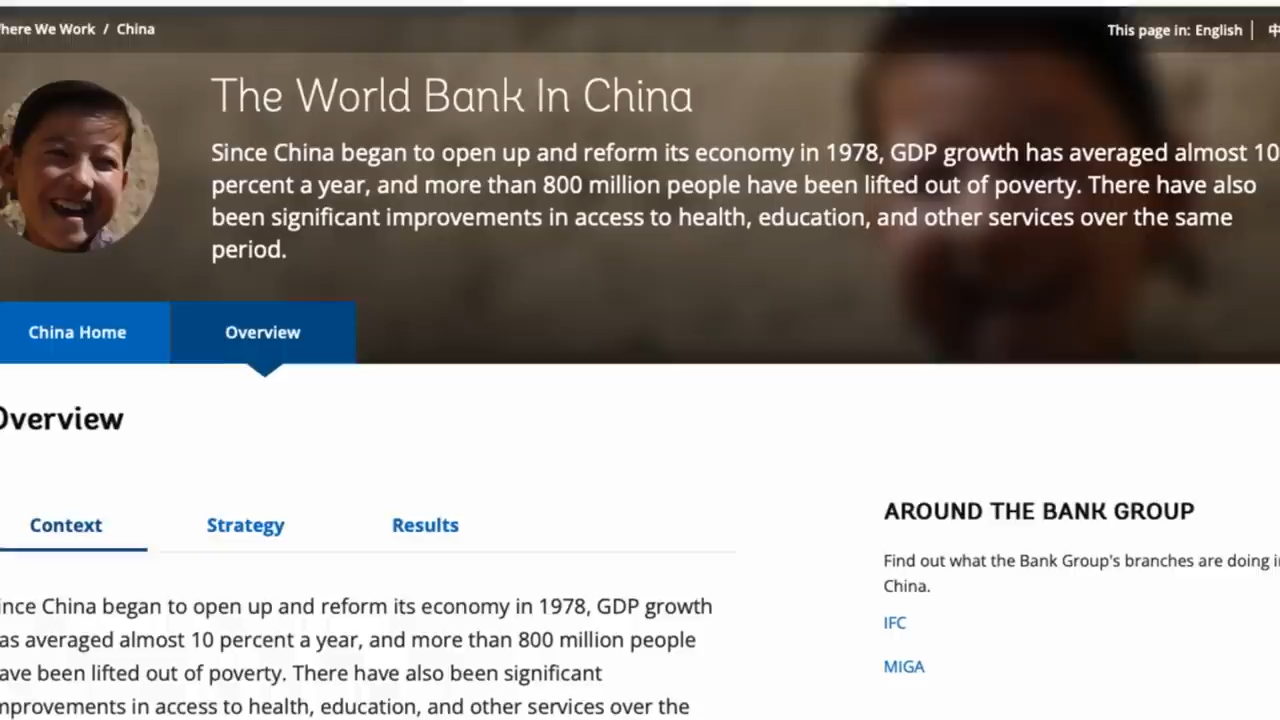 here We Work / China
This page in: English
The World Bank In China
Since China began to open up and reform its economy in 1978, GDP growth has averaged almost 10
percent a year, and more than 800 million people have been lifted out of poverty. There have also
been significant improvements in access to health, education, and other services over the same
period.
China Home
Overview
Overview
Context
Strategy
Results
AROUND THE BANK GROUP
Find out what the Bank Group's branches are doing in
China.
IFC
MIGA
ince China began to open up and reform its economy in 1978, GDP growth
as averaged almost 10 percent a year, and more than 800 million people
ave been lifted out of poverty. There have also been significant
mprovements in access to health, education, and other services over the